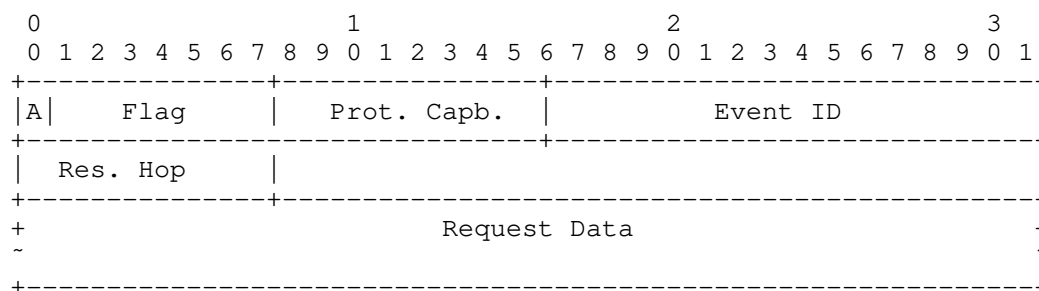 0 1 2 3
0 1 2 3 4 5 6 7 8 9 0 1 2 3 4 5 6 7 8 9 0 1 2 3 4 5 6 7 8 9 0 1
+---------------+----------------+------------------------------
|A| Flag | Prot. Capb. | Event ID
+--------------------------------+------------------------------
| Res. Hop |
+---------------+-----------------------------------------------
+ Request Data +
~ ~
+---------------------------------------------------------------